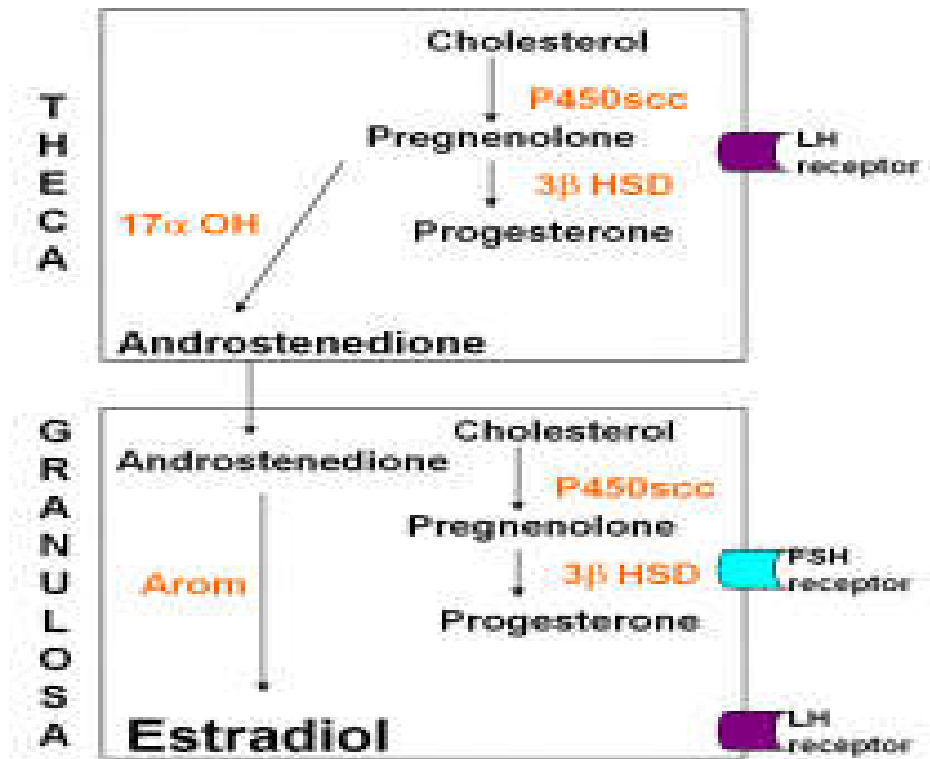 THECA
Cholesterol
P450scc
Pregnenolone
LH
receptor
3β HSD
17α OH
Progesterone
Androstenedione
GRANULOSA
Cholesterol
Androstenedione
P450scc
Pregnenolone
FSH
receptor
Arom
3β HSD
Progesterone
LH
receptor
Estradiol